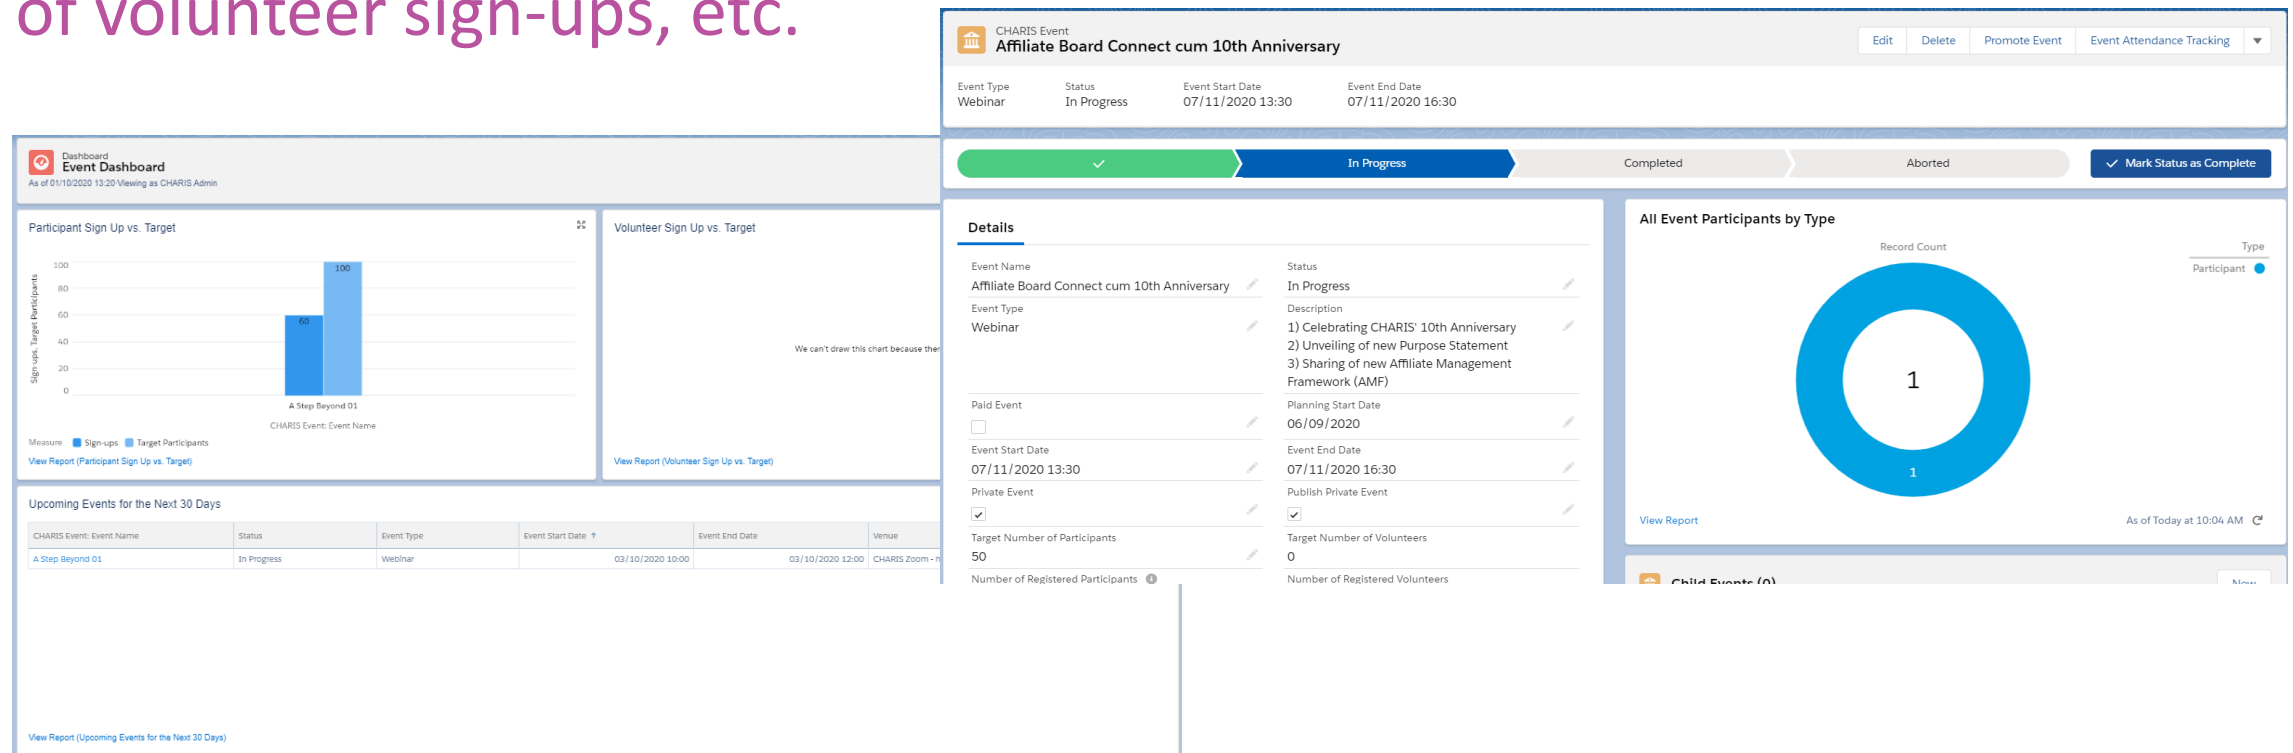 of volunteer sign-ups, etc.
Dashboard
Event Dashboard
As of 01/10/2020 13:20·Viewing as CHARIS Admin
Participant Sign Up vs. Target
Sign-ups, Target Participants
100
80
60
40
20
0
60
100
A Step Beyond 01
CHARIS Event: Event Name
Measure Sign-ups Target Participants
View Report (Participant Sign Up vs. Target)
Volunteer Sign Up vs. Target
We can't draw this chart because
View Report (Volunteer Sign Up vs. Target)
Upcoming Events for the Next 30 Days
CHARIS Event: Event Name Status Event Type Event Start Date ↑ Event End Date Venue
A Step Beyond 01 In Progress Webinar 03/10/2020 10:00 03/10/2020 12:00 CHARIS Zoom -
View Report (Upcoming Events for the Next 30 Days)
CHARIS Event
Affiliate Board Connect cum 10th Anniversary
Edit Delete Promote Event Event Attendance Tracking
Event Type Status Event Start Date Event End Date
Webinar In Progress 07/11/2020 13:30 07/11/2020 16:30
In Progress Completed Aborted Mark Status as Complete
Details
Event Name
Affiliate Board Connect cum 10th Anniversary
Status
In Progress
Event Type
Webinar
Description
1) Celebrating CHARIS' 10th Anniversary
2) Unveiling of new Purpose Statement
3) Sharing of new Affiliate Management
Framework (AMF)
Paid Event
Planning Start Date
06/09/2020
Event Start Date
07/11/2020 13:30
Event End Date
07/11/2020 16:30
Private Event
Publish Private Event
Target Number of Participants
50
Target Number of Volunteers
0
Number of Registered Participants
Number of Registered Volunteers
All Event Participants by Type
Record Count
Type
Participant
1
1
View Report
As of Today at 10:04 AM
Child Events (0)
New